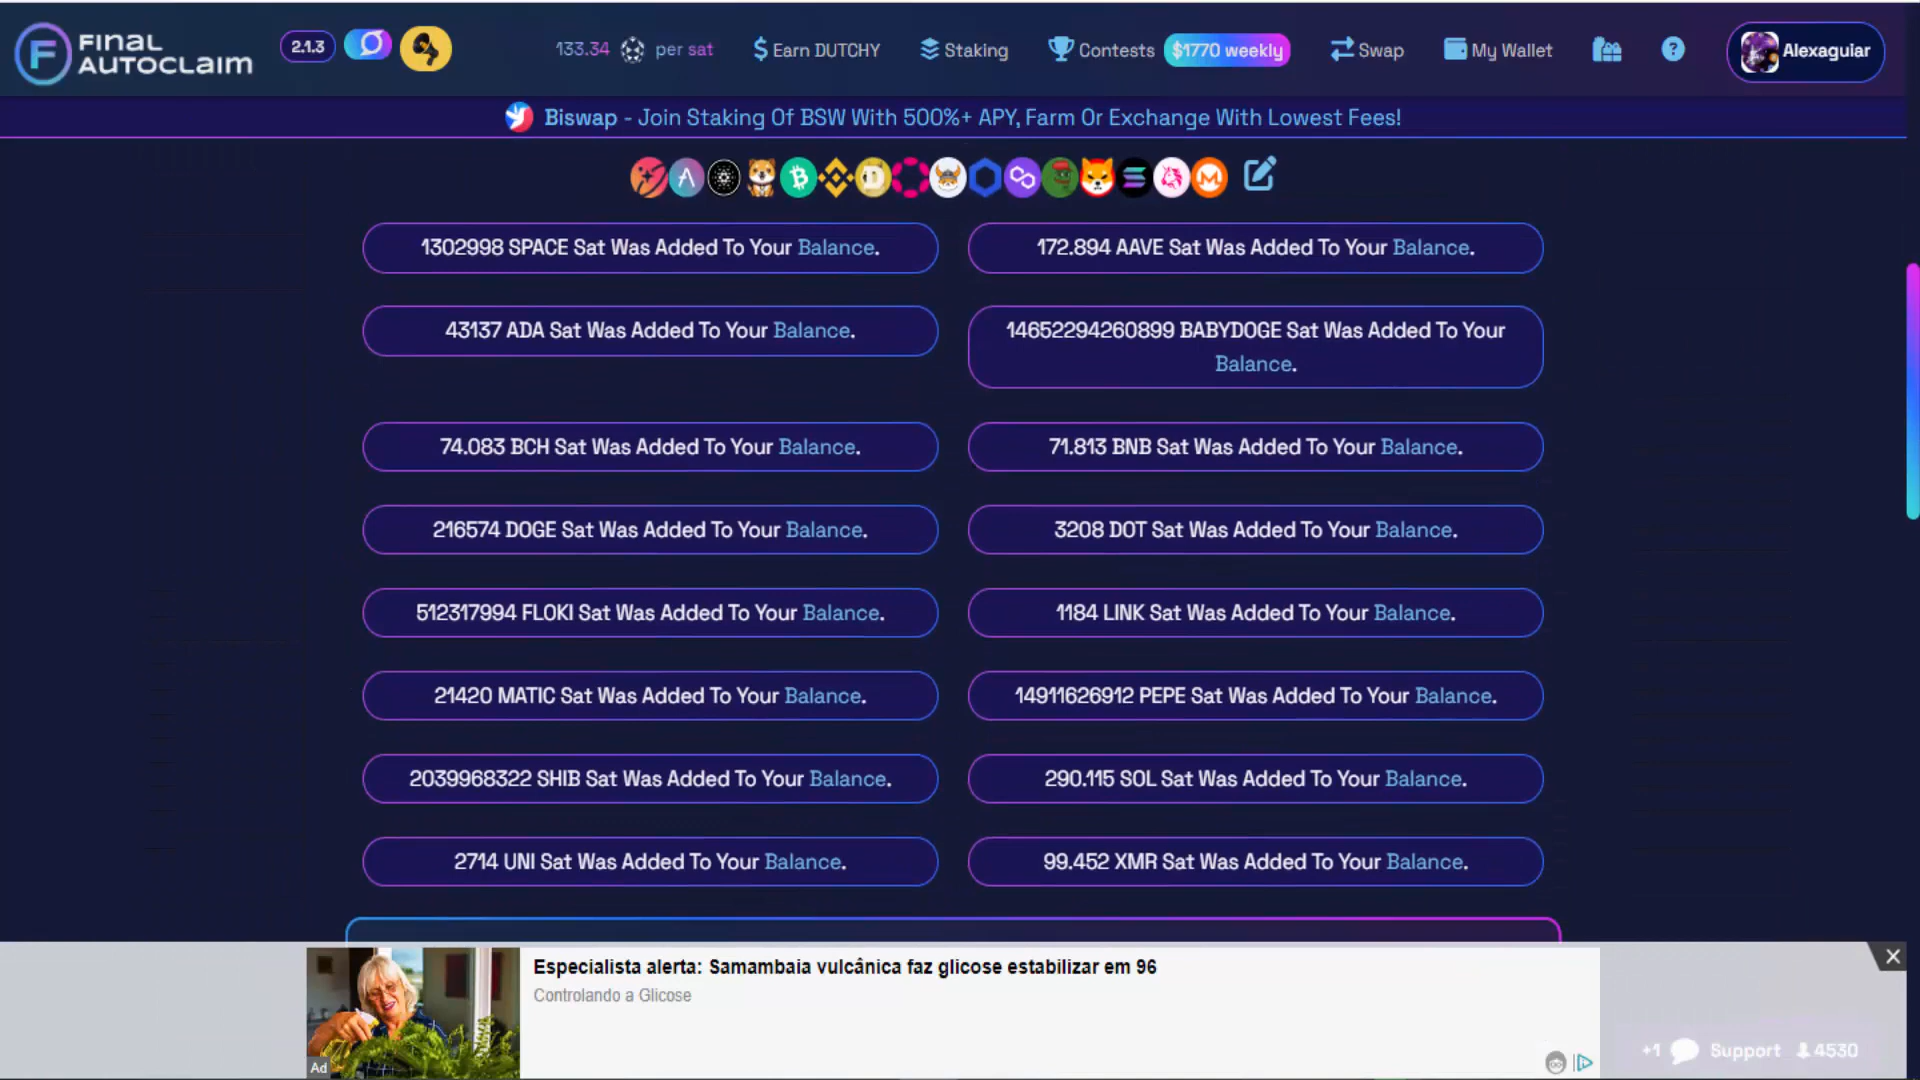 FINAL
AUTOCLAIM
2.1.3
133.34 per sat
Earn DUTCHY
Staking
Contests $1770 weekly
Swap
My Wallet
Alexaguiar
Biswap - Join Staking Of BSW With 500%+ APY, Farm Or Exchange With Lowest Fees!
1302998 SPACE Sat Was Added To Your Balance.
172.894 AAVE Sat Was Added To Your Balance.
43137 ADA Sat Was Added To Your Balance.
14652294260899 BABYDOGE Sat Was Added To Your
Balance.
74.083 BCH Sat Was Added To Your Balance.
71.813 BNB Sat Was Added To Your Balance.
216574 DOGE Sat Was Added To Your Balance.
3208 DOT Sat Was Added To Your Balance.
512317994 FLOKI Sat Was Added To Your Balance.
1184 LINK Sat Was Added To Your Balance.
21420 MATIC Sat Was Added To Your Balance.
14911626912 PEPE Sat Was Added To Your Balance.
2039968322 SHIB Sat Was Added To Your Balance.
290.115 SOL Sat Was Added To Your Balance.
2714 UNI Sat Was Added To Your Balance.
99.452 XMR Sat Was Added To Your Balance.
Especialista alerta: Samambaia vulcânica faz glicose estabilizar em 96
Controlando a Glicose
Ad
+1 Support 4530